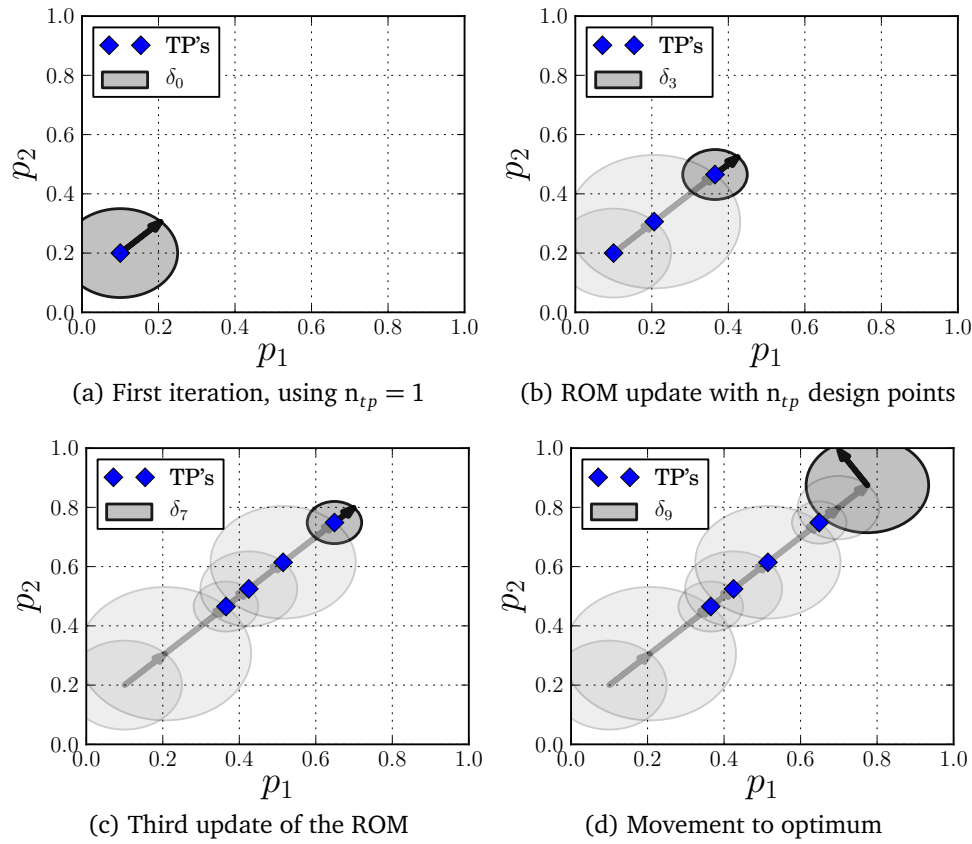 1.0
TP's
δ₀
0.8
0.6
p₂
0.4
0.2
0.0
0.0 0.2 0.4 0.6 0.8 1.0
p₁
(a) First iteration, using n_{tp} = 1
1.0
TP's
δ₃
0.8
0.6
p₂
0.4
0.2
0.0
0.0 0.2 0.4 0.6 0.8 1.0
p₁
(b) ROM update with n_{tp} design points
1.0
TP's
δ₇
0.8
0.6
p₂
0.4
0.2
0.0
0.0 0.2 0.4 0.6 0.8 1.0
p₁
(c) Third update of the ROM
1.0
TP's
δ₉
0.8
0.6
p₂
0.4
0.2
0.0
0.0 0.2 0.4 0.6 0.8 1.0
p₁
(d) Movement to optimum